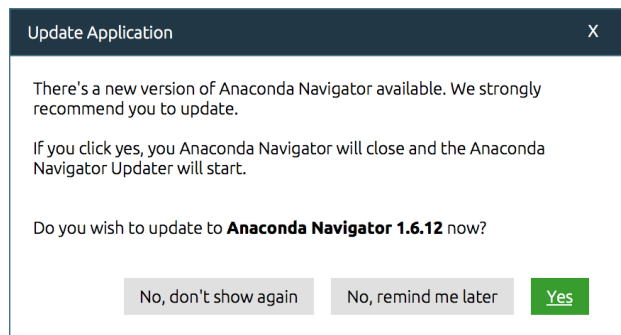 Update Application
X
There's a new version of Anaconda Navigator available. We strongly
recommend you to update.
If you click yes, you Anaconda Navigator will close and the Anaconda
Navigator Updater will start.
Do you wish to update to Anaconda Navigator 1.6.12 now?
No, don't show again
No, remind me later
Yes